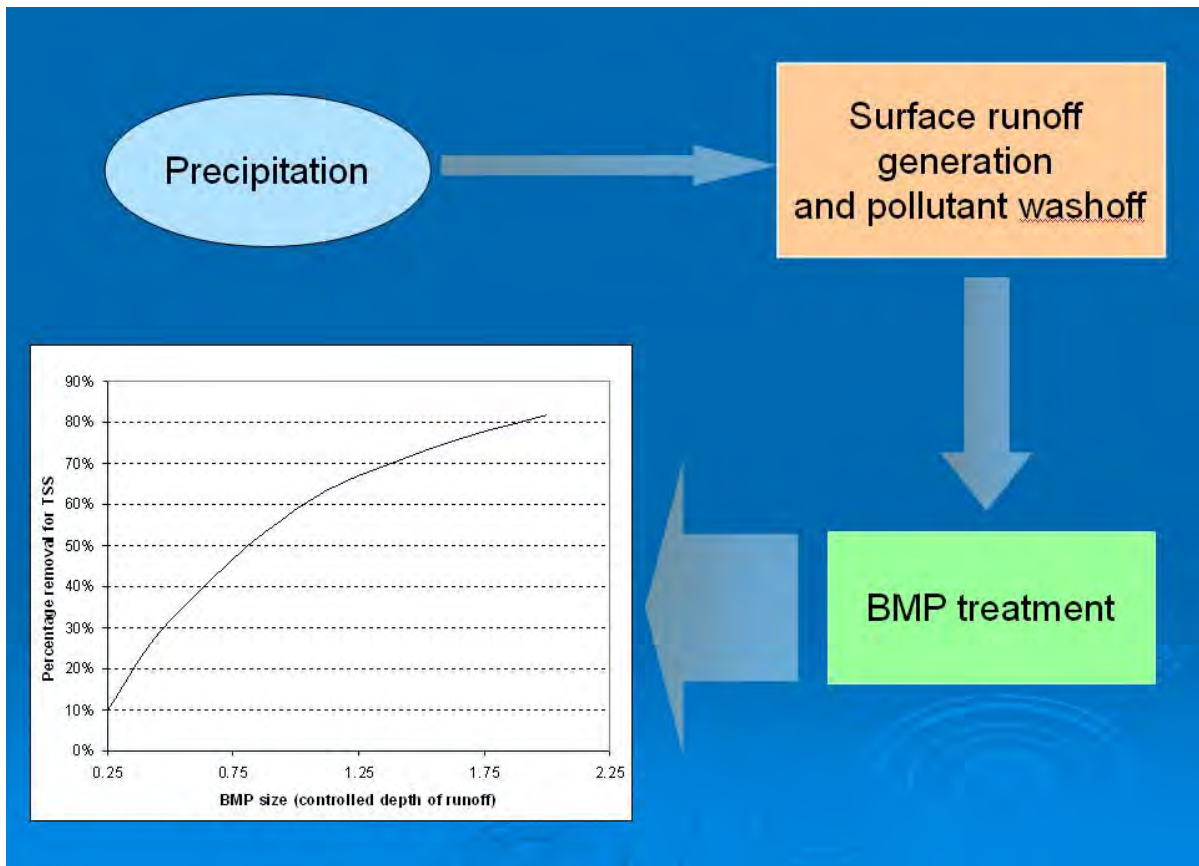 Precipitation
Surface runoff
generation
and pollutant washoff
BMP treatment
90%
80%
70%
60%
50%
40%
30%
20%
10%
0%
Percentage removal for TSS
0.25 0.75 1.25 1.75 2.25
BMP size (controlled depth of runoff)